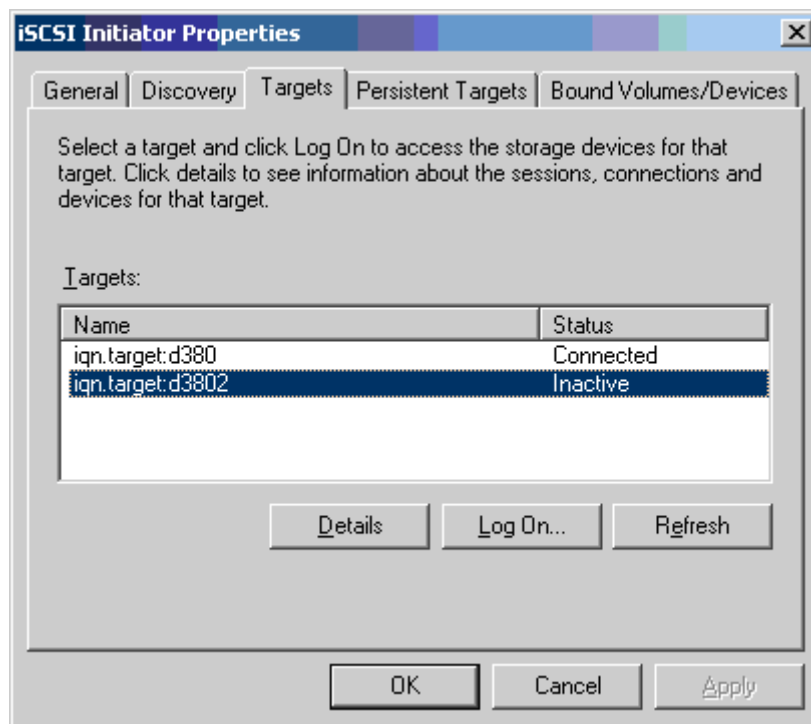 iSCSI Initiator Properties
General Discovery Targets Persistent Targets Bound Volumes/Devices
Select a target and click Log On to access the storage devices for that
target. Click details to see information about the sessions, connections and
devices for that target.
Targets:
Name Status
iqn.target:d380 Connected
iqn.target:d3802 Inactive
Details Log On... Refresh
OK Cancel Apply